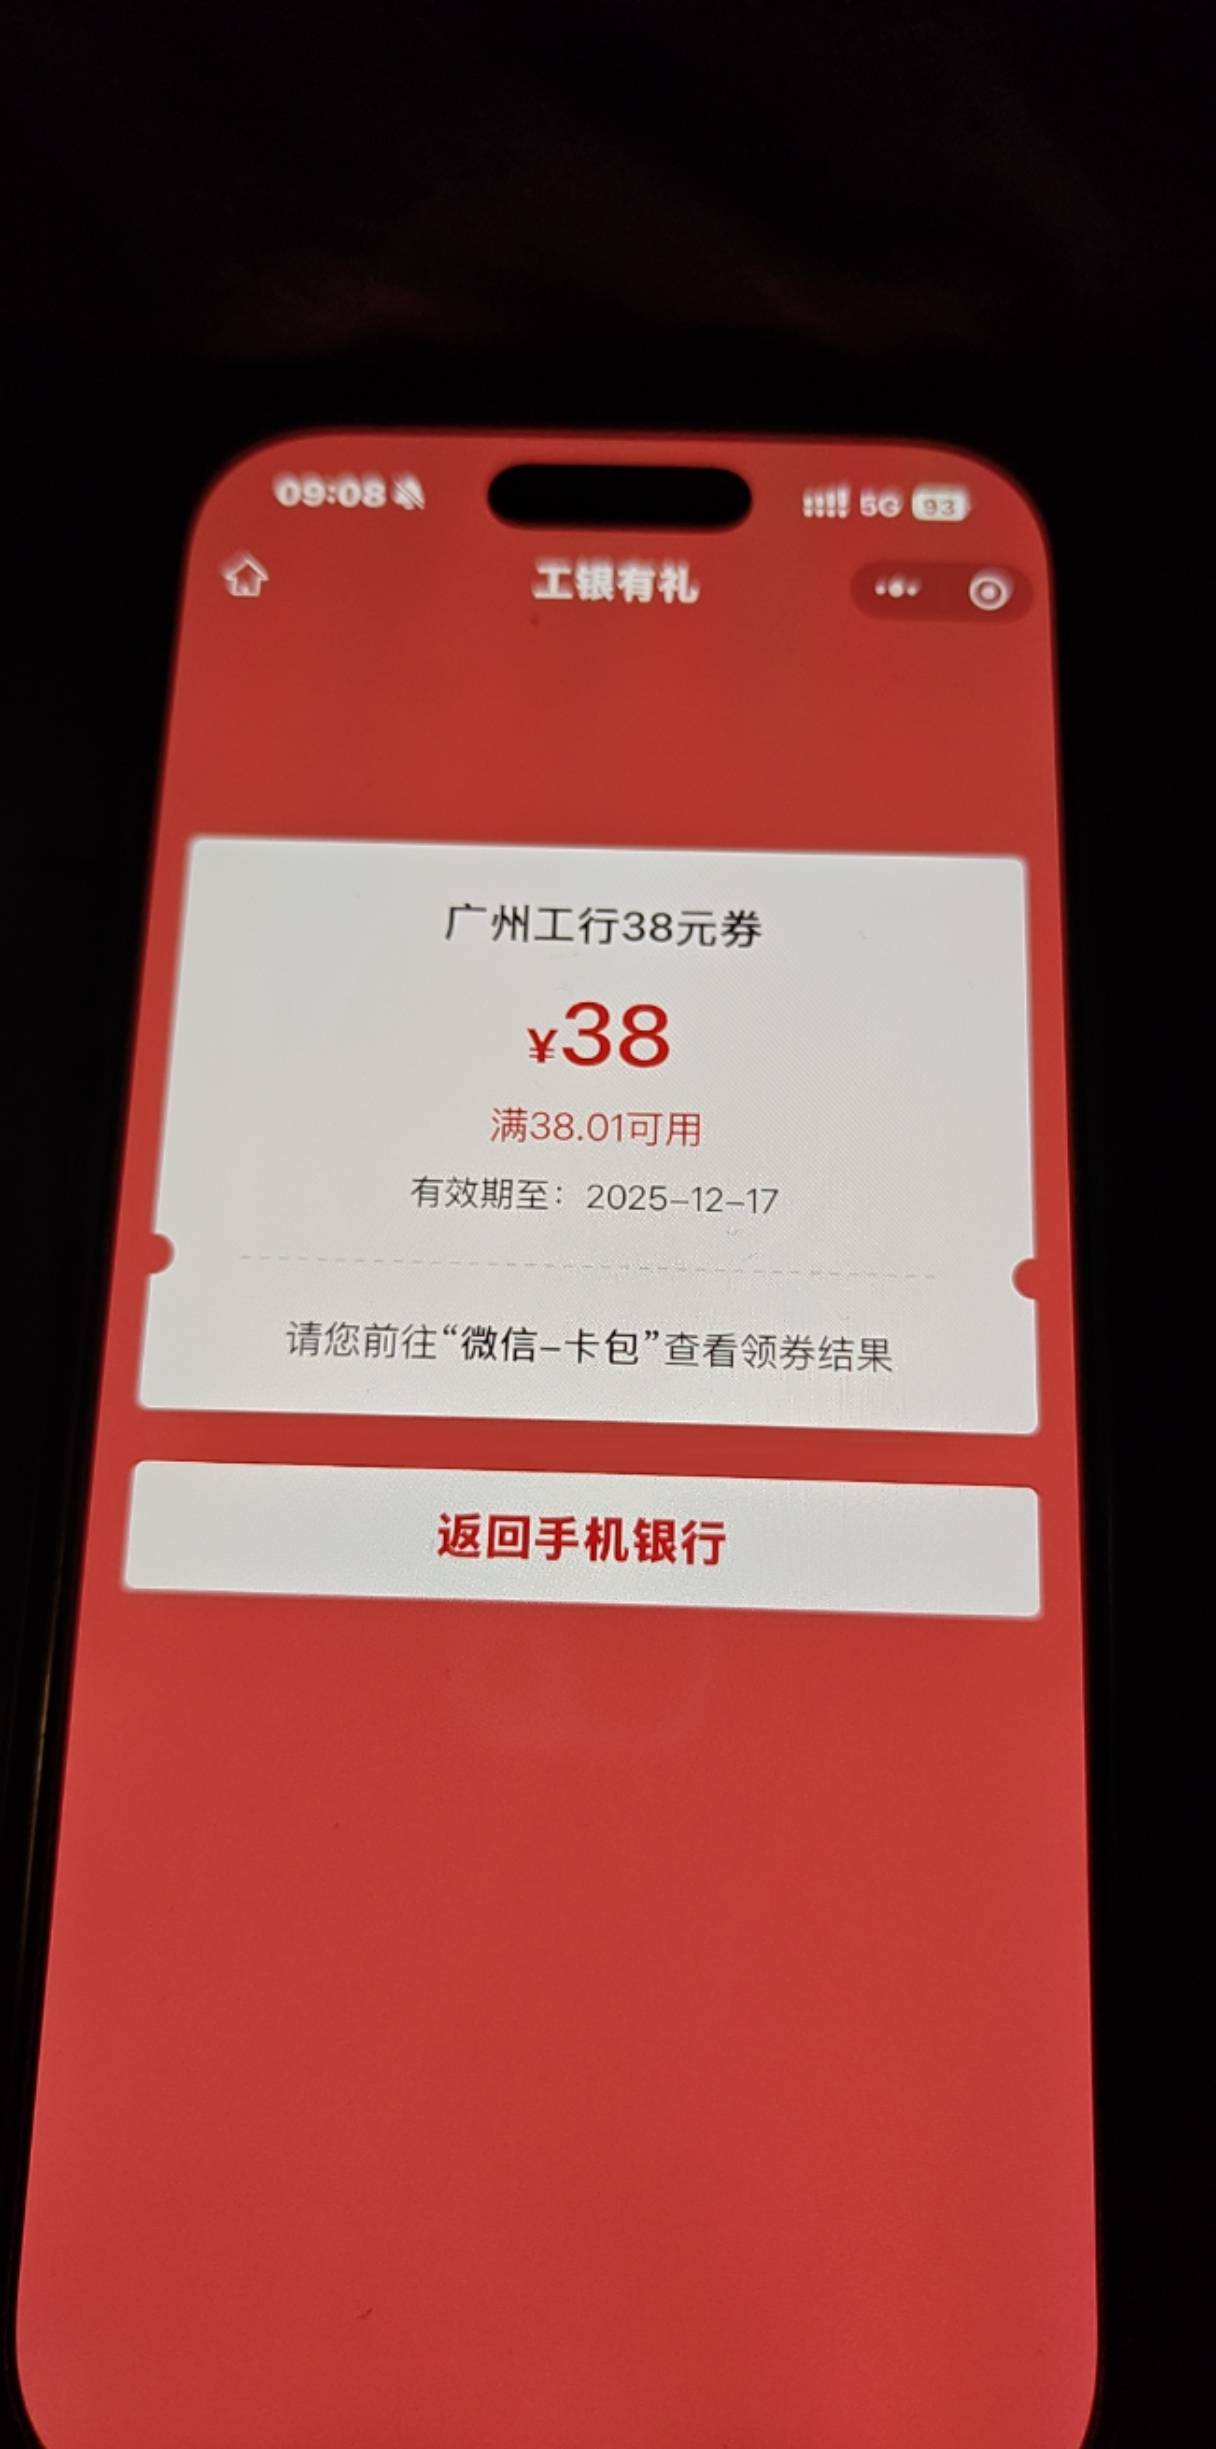 09:08 5G 93
工银有礼
广州工行38元券
¥38
满38.01可用
有效期至：2025-12-17
请您前往“微信-卡包”查看领券结果
返回手机银行